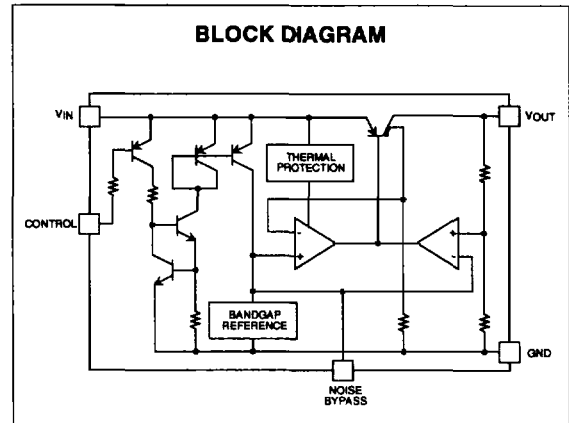 BLOCK DIAGRAM
VIN
VOUT
THERMAL
PROTECTION
CONTROL
-
+
+
-
BANDGAP
REFERENCE
GND
NOISE
BYPASS